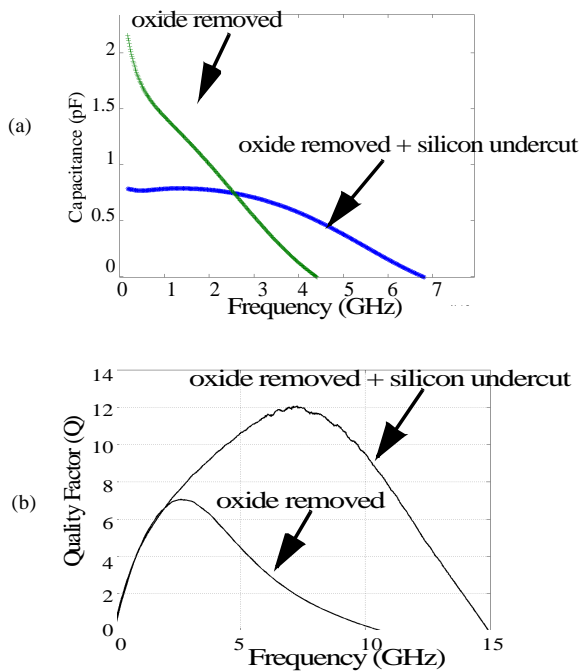 oxide removed
2
1.5
1
0.5
0
Capacitance (pF)
(a)
oxide removed + silicon undercut
0 1 2 3 4 5 6 7
Frequency (GHz)
14
12
10
8
6
4
2
0
Quality Factor (Q)
(b)
oxide removed + silicon undercut
oxide removed
0 5 10 15
Frequency (GHz)